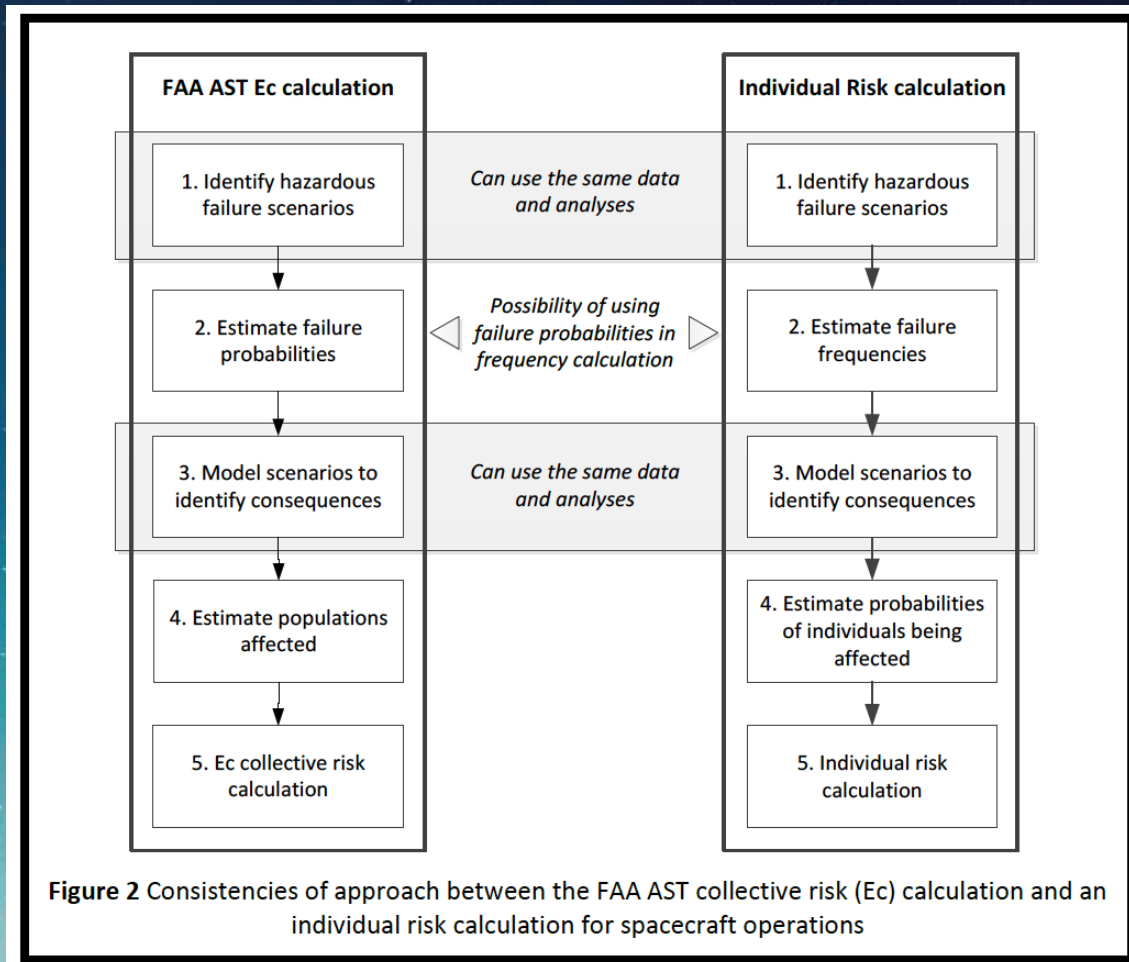 FAA AST Ec calculation
Individual Risk calculation
1. Identify hazardous
failure scenarios
Can use the same data
and analyses
1. Identify hazardous
failure scenarios
2. Estimate failure
probabilities
Possibility of using
failure probabilities in
frequency calculation
2. Estimate failure
frequencies
3. Model scenarios to
identify consequences
Can use the same data
and analyses
3. Model scenarios to
identify consequences
4. Estimate populations
affected
4. Estimate probabilities
of individuals being
affected
5. Ec collective risk
calculation
5. Individual risk
calculation
Figure 2 Consistencies of approach between the FAA AST collective risk (Ec) calculation and an
individual risk calculation for spacecraft operations